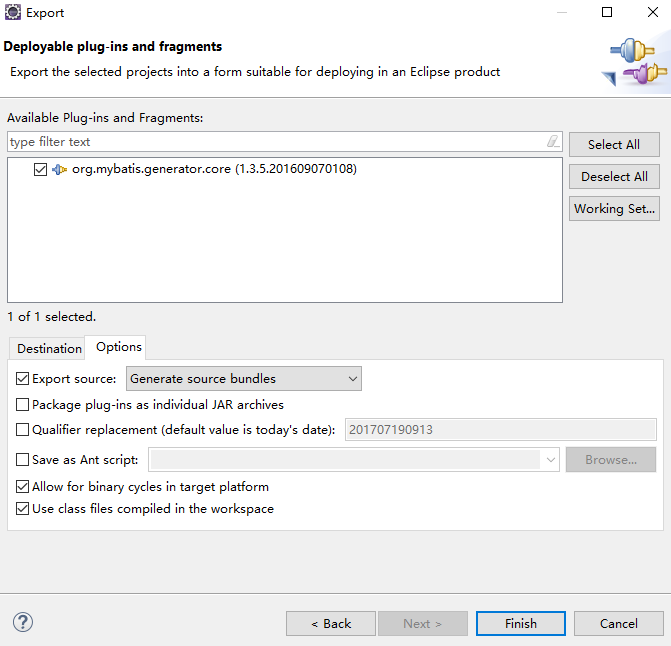 Export
Deployable plug-ins and fragments
Export the selected projects into a form suitable for deploying in an Eclipse product
Available Plug-ins and Fragments:
type filter text
Select All
org.mybatis.generator.core (1.3.5.201609070108)
Deselect All
Working Set...
1 of 1 selected.
Destination Options
Export source: Generate source bundles
Package plug-ins as individual JAR archives
Qualifier replacement (default value is today's date): 201707190913
Save as Ant script: Browse...
Allow for binary cycles in target platform
Use class files compiled in the workspace
? < Back Next > Finish Cancel